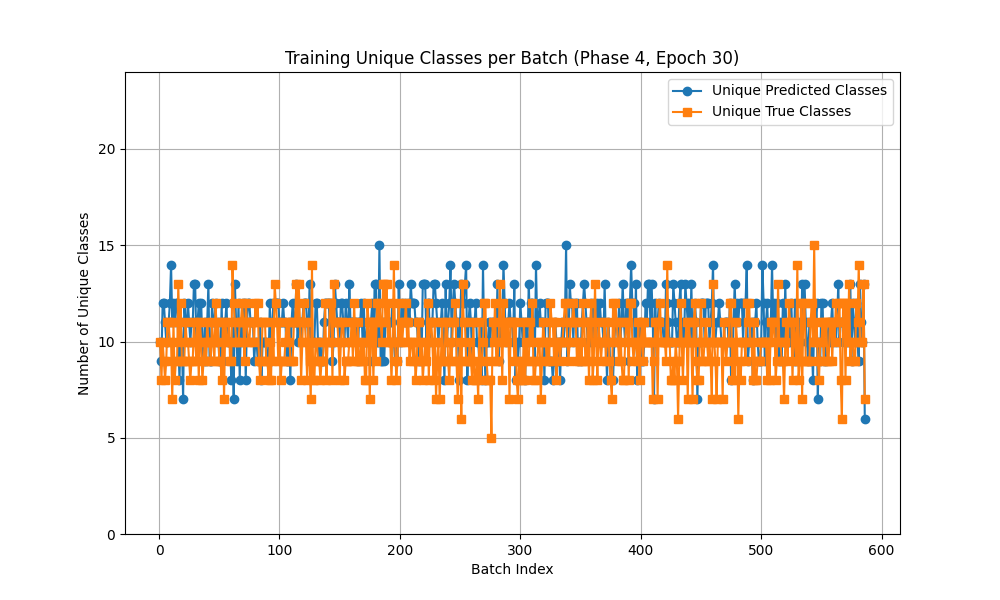 Training Unique Classes per Batch (Phase 4, Epoch 30)
Unique Predicted Classes
Unique True Classes
Number of Unique Classes
20
15
10
5
0
0 100 200 300 400 500 600
Batch Index